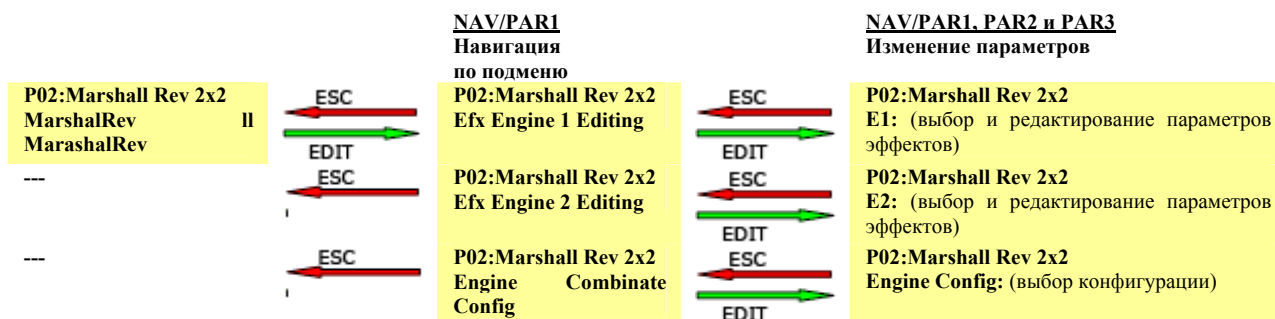 NAV/PAR1
Навигация
по подменю
NAV/PAR1, PAR2 и PAR3
Изменение параметров
P02:Marshall Rev 2x2
MarshalRev ll
MarashalRev
ESC
EDIT
P02:Marshall Rev 2x2
Efx Engine 1 Editing
ESC
EDIT
P02:Marshall Rev 2x2
E1: (выбор и редактирование параметров
эффектов)
---
ESC
P02:Marshall Rev 2x2
Efx Engine 2 Editing
ESC
EDIT
P02:Marshall Rev 2x2
E2: (выбор и редактирование параметров
эффектов)
---
ESC
P02:Marshall Rev 2x2
Engine Combinate
Config
ESC
EDIT
P02:Marshall Rev 2x2
Engine Config: (выбор конфигурации)